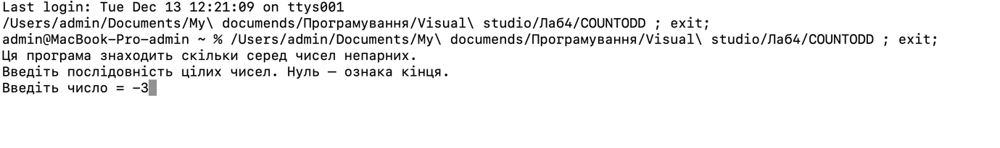 Last login: Tue Dec 13 12:21:09 on ttys001
/Users/admin/Documents/My\ documends/Програмування/Visual\ studio/Лаб4/COUNTODD ; exit;
admin@MacBook-Pro-admin ~ % /Users/admin/Documents/My\ documends/Програмування/Visual\ studio/Лаб4/COUNTODD ; exit;
Ця програма знаходить скільки серед чисел непарних.
Введіть послідовність цілих чисел. Нуль — ознака кінця.
Введіть число = -3